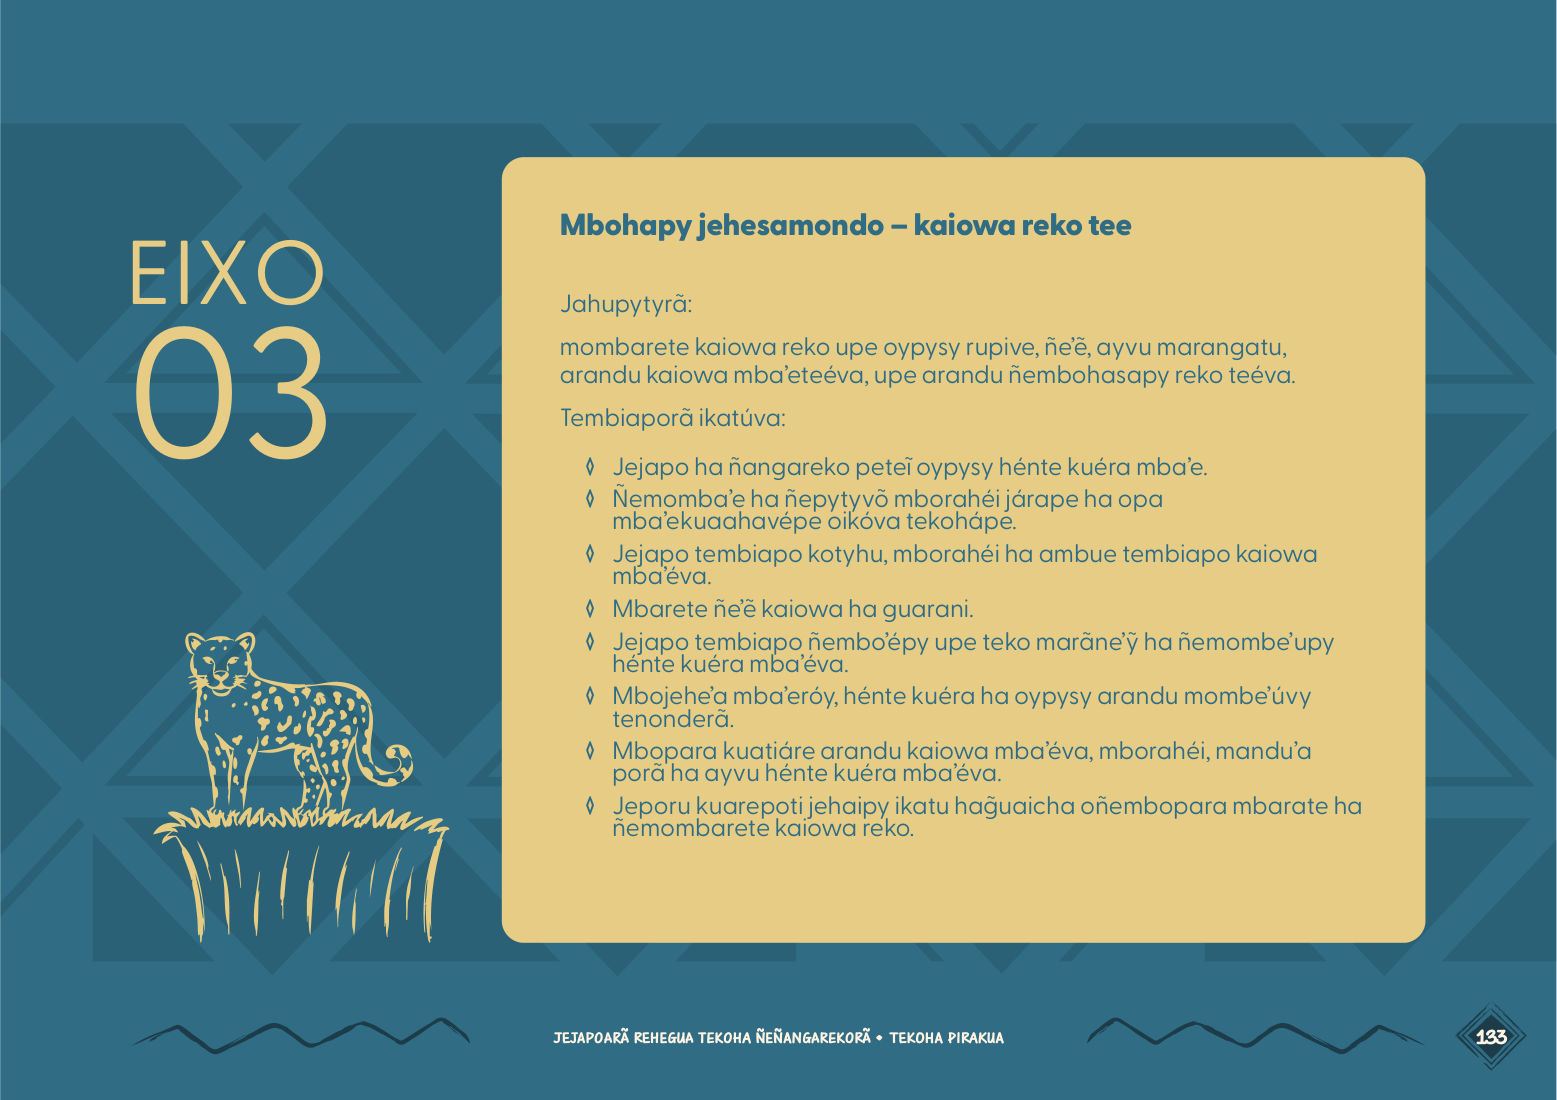 EIXO
03
Mbohapy jehesamondo – kaiowa reko tee
Jahupytyrã:
mombarete kaiowa reko upe oypysy rupive, ñe’ẽ, ayvu marangatu,
arandu kaiowa mba’eteéva, upe arandu ñembohasapy reko teéva.
Tembiaporã ikatúva:
◊ Jejapo ha ñangareko peteĩ oypysy hénte kuéra mba’e.
◊ Ñemomba’e ha ñepytyvõ mborahéi járape ha opa
mba’ekuaahavépe oikóva tekohápe.
◊ Jejapo tembiapo kotyhu, mborahéi ha ambue tembiapo kaiowa
mba’éva.
◊ Mbarete ñe’ẽ kaiowa ha guarani.
◊ Jejapo tembiapo ñembo’épy upe teko marãne’ỹ ha ñemombe’upy
hénte kuéra mba’éva.
◊ Mbojehe’a mba’eróy, hénte kuéra ha oypysy arandu mombe’úvy
tenonderã.
◊ Mbopara kuatiáre arandu kaiowa mba’éva, mborahéi, mandu’a
porã ha ayvu hénte kuéra mba’éva.
◊ Jeporu kuarepoti jehaipy ikatu hag̃uaicha oñembopara mbarate ha
ñemombarete kaiowa reko.
JEJAPOARÃ REHEGUA TEKOHA ÑEÑANGAREKORÃ • TEKOHA PIRAKUA
133